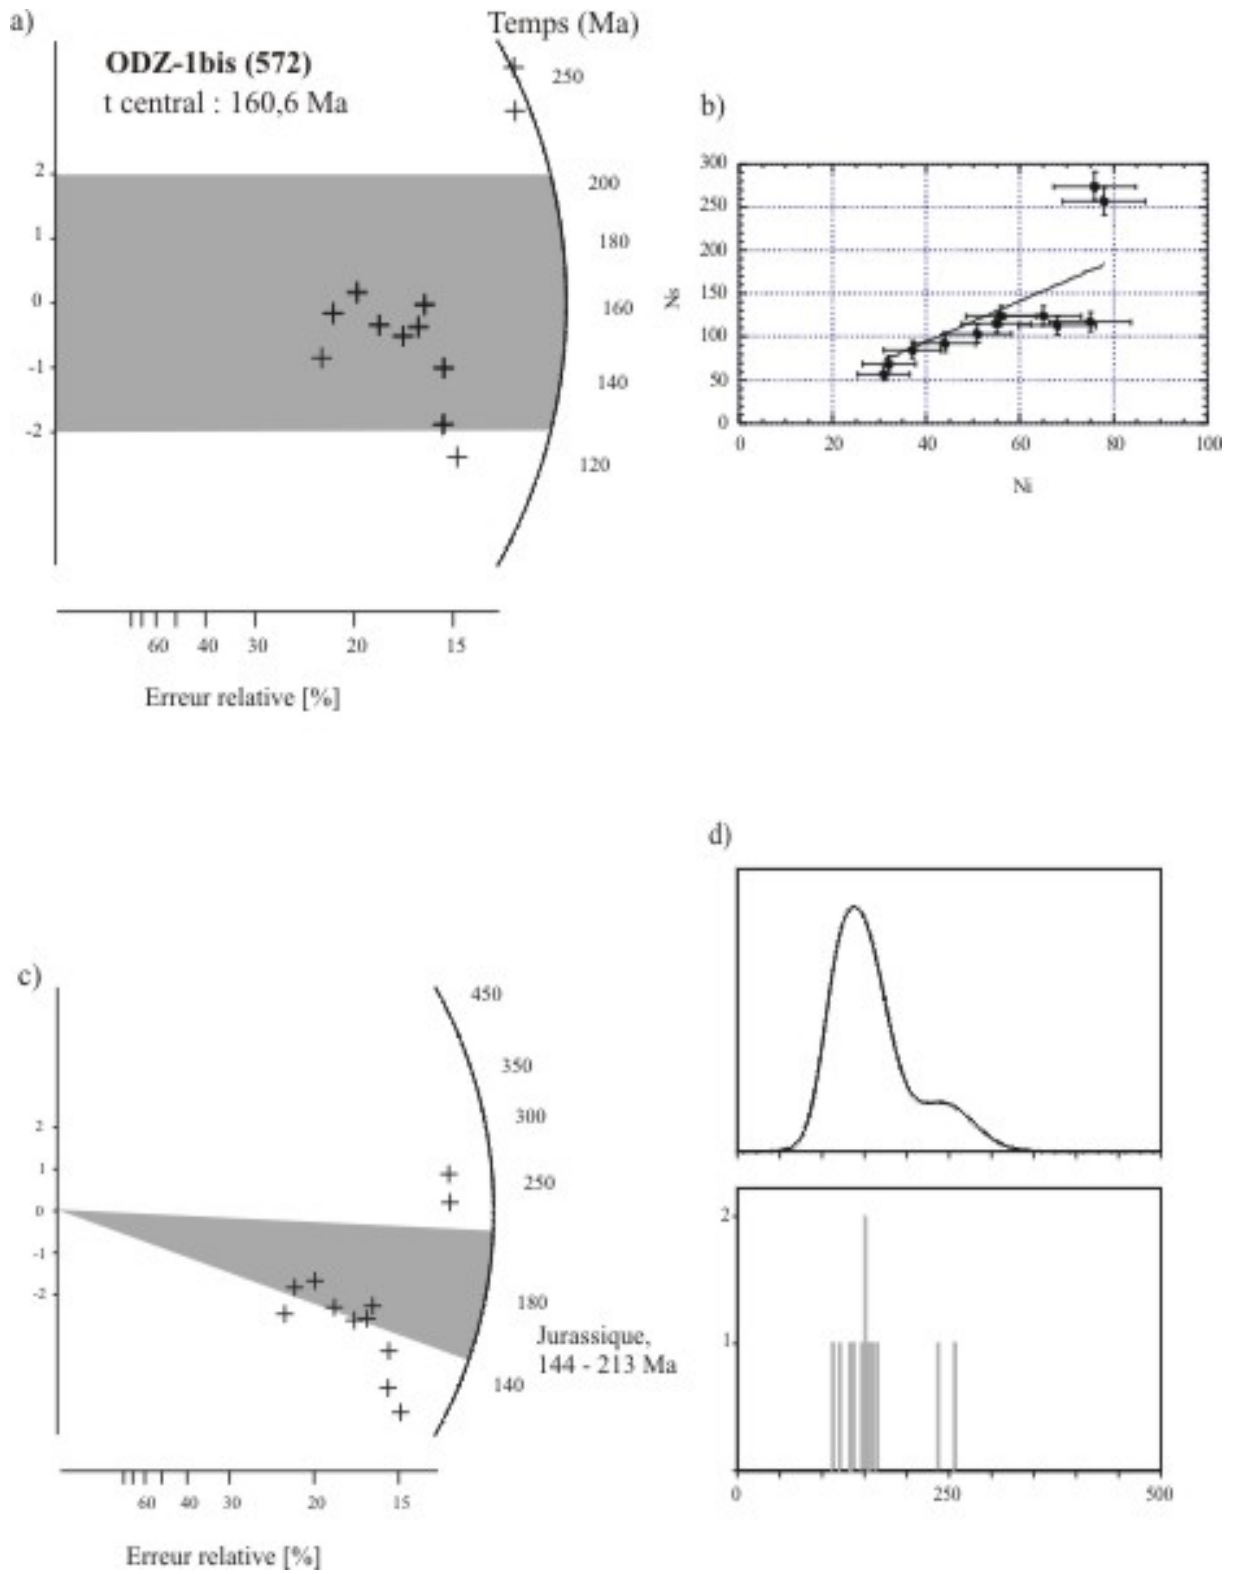 a)
Temps (Ma)
ODZ-1bis (572)
t central : 160,6 Ma
250
200
180
160
140
120
2
1
0
-1
-2
60 40 30 20 15
Erreur relative [%]
b)
300
250
200
150
100
50
0
Ns
0 20 40 60 80 100
Ni
c)
450
350
300
250
180
Jurassique,
144 - 213 Ma
140
2
1
0
-1
-2
60 40 30 20 15
Erreur relative [%]
d)
2
1
0 250 500